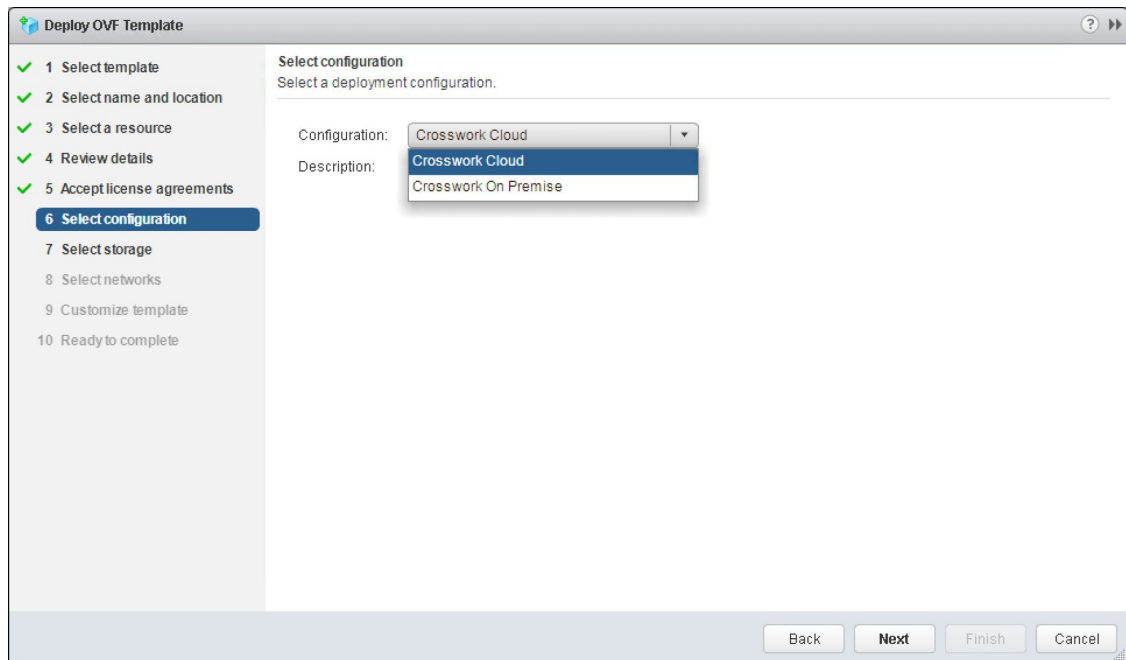 Deploy OVF Template
?
1 Select template
2 Select name and location
3 Select a resource
4 Review details
5 Accept license agreements
6 Select configuration
7 Select storage
8 Select networks
9 Customize template
10 Ready to complete
Select configuration
Select a deployment configuration.
Configuration: Crosswork Cloud
Description:
Crosswork Cloud
Crosswork On Premise
Back Next Finish Cancel